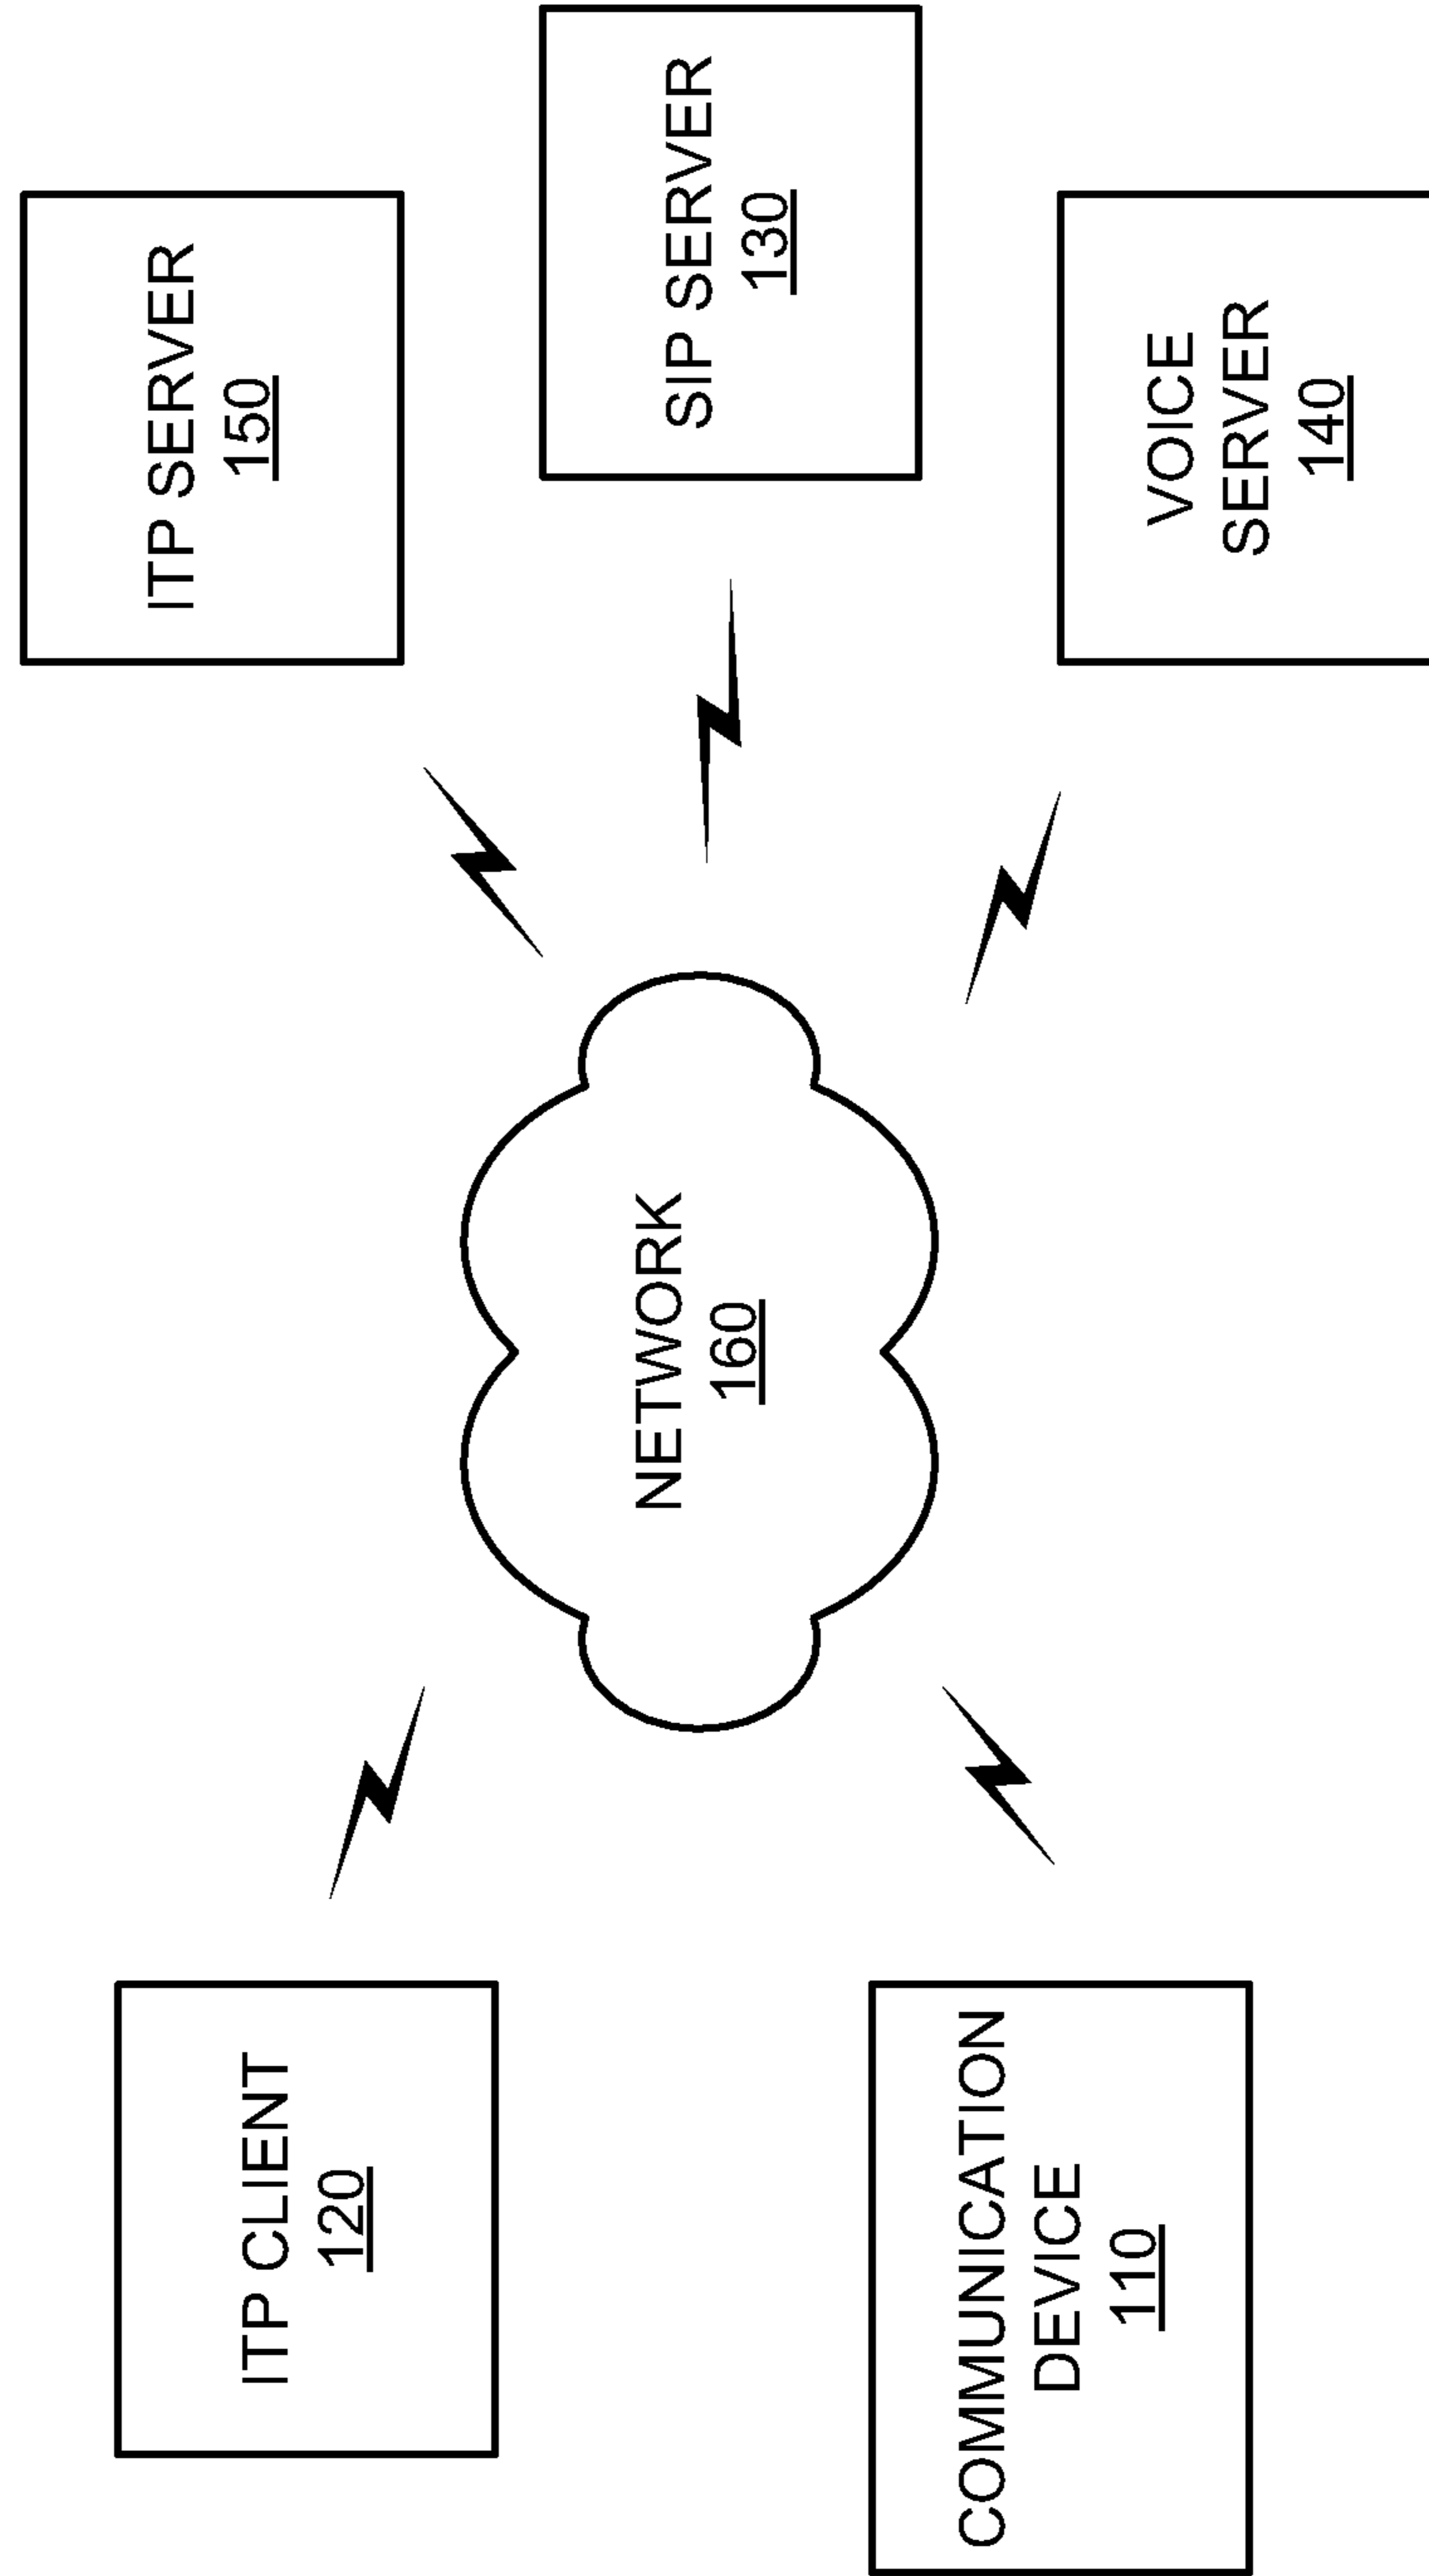 ITP CLIENT
120
COMMUNICATION
DEVICE
110
NETWORK
160
ITP SERVER
150
SIP SERVER
130
VOICE
SERVER
140